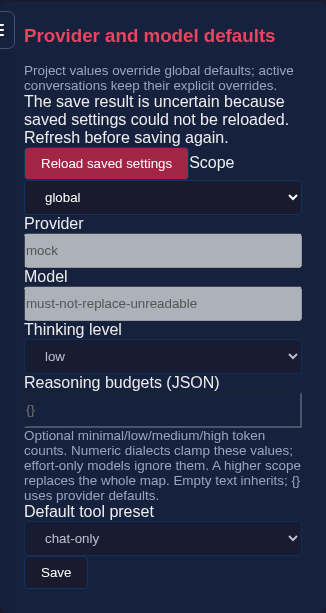 Provider and model defaults
Project values override global defaults; active
conversations keep their explicit overrides.
The save result is uncertain because
saved settings could not be reloaded.
Refresh before saving again.
Reload saved settings Scope
global
Provider
mock
Model
must-not-replace-unreadable
Thinking level
low
Reasoning budgets (JSON)
{}
Optional minimal/low/medium/high token
counts. Numeric dialects clamp these values;
effort-only models ignore them. A higher scope
replaces the whole map. Empty text inherits; {}
uses provider defaults.
Default tool preset
chat-only
Save